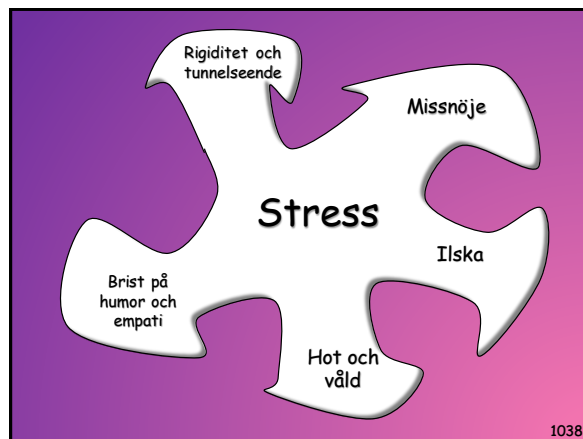 Rigiditet och
tunnelseende
Missnöje
Stress
Ilska
Brist på
humor och
empati
Hot och
våld
1038